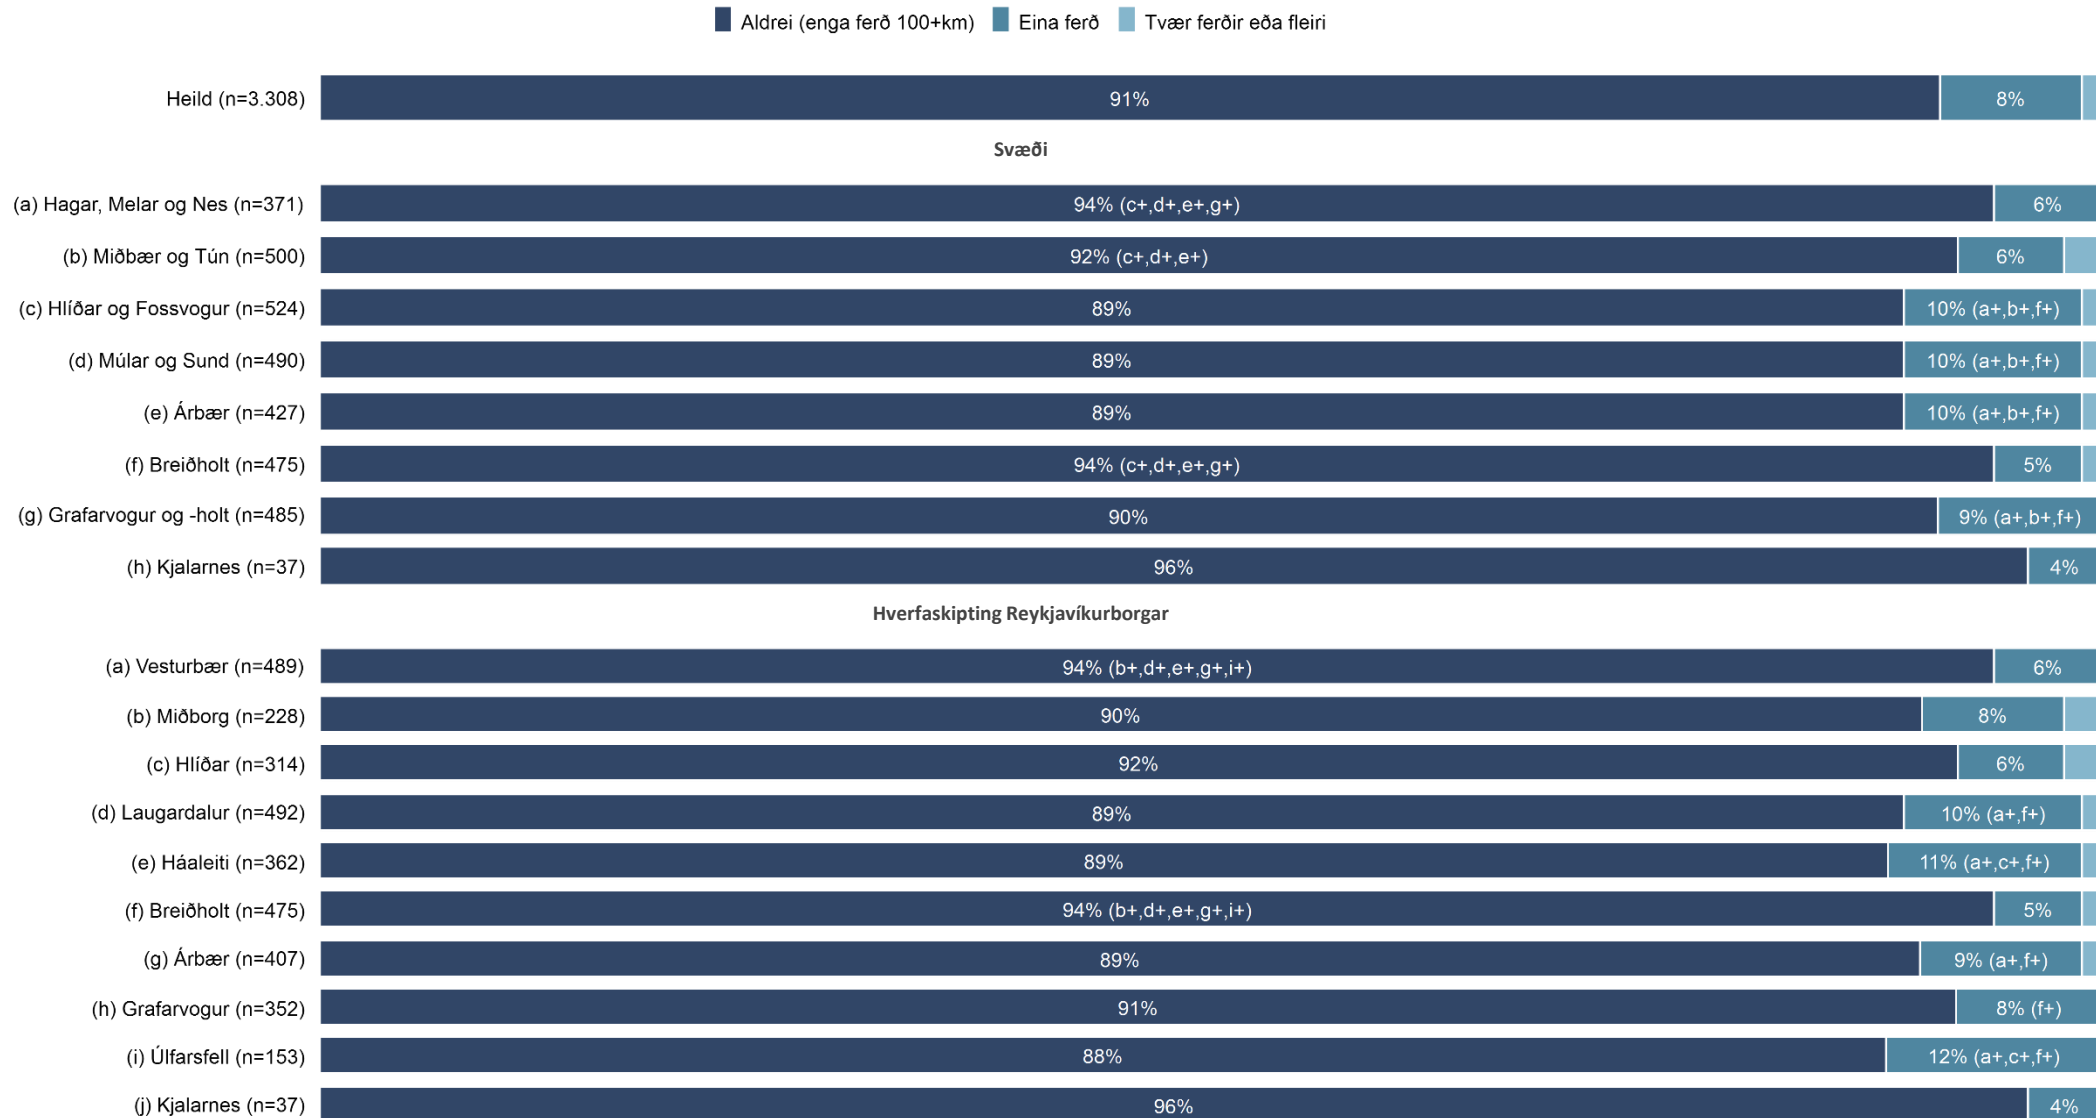 Aldrei (enga ferð 100+km) Eina ferð Tvær ferðir eða fleiri
Heild (n=3.308) 91% 8%
Svæði
(a) Hagar, Melar og Nes (n=371) 94% (c+,d+,e+,g+) 6%
(b) Miðbær og Tún (n=500) 92% (c+,d+,e+) 6%
(c) Hlíðar og Fossvogur (n=524) 89% 10% (a+,b+,f+)
(d) Múlar og Sund (n=490) 89% 10% (a+,b+,f+)
(e) Árbær (n=427) 89% 10% (a+,b+,f+)
(f) Breiðholt (n=475) 94% (c+,d+,e+,g+) 5%
(g) Grafarvogur og -holt (n=485) 90% 9% (a+,b+,f+)
(h) Kjalarnes (n=37) 96% 4%
Hverfaskipting Reykjavíkurborgar
(a) Vesturbær (n=489) 94% (b+,d+,e+,g+,i+) 6%
(b) Miðborg (n=228) 90% 8%
(c) Hlíðar (n=314) 92% 6%
(d) Laugardalur (n=492) 89% 10% (a+,f+)
(e) Háaleiti (n=362) 89% 11% (a+,c+,f+)
(f) Breiðholt (n=475) 94% (b+,d+,e+,g+,i+) 5%
(g) Árbær (n=407) 89% 9% (a+,f+)
(h) Grafarvogur (n=352) 91% 8% (f+)
(i) Úlfarsfell (n=153) 88% 12% (a+,c+,f+)
(j) Kjalarnes (n=37) 96% 4%